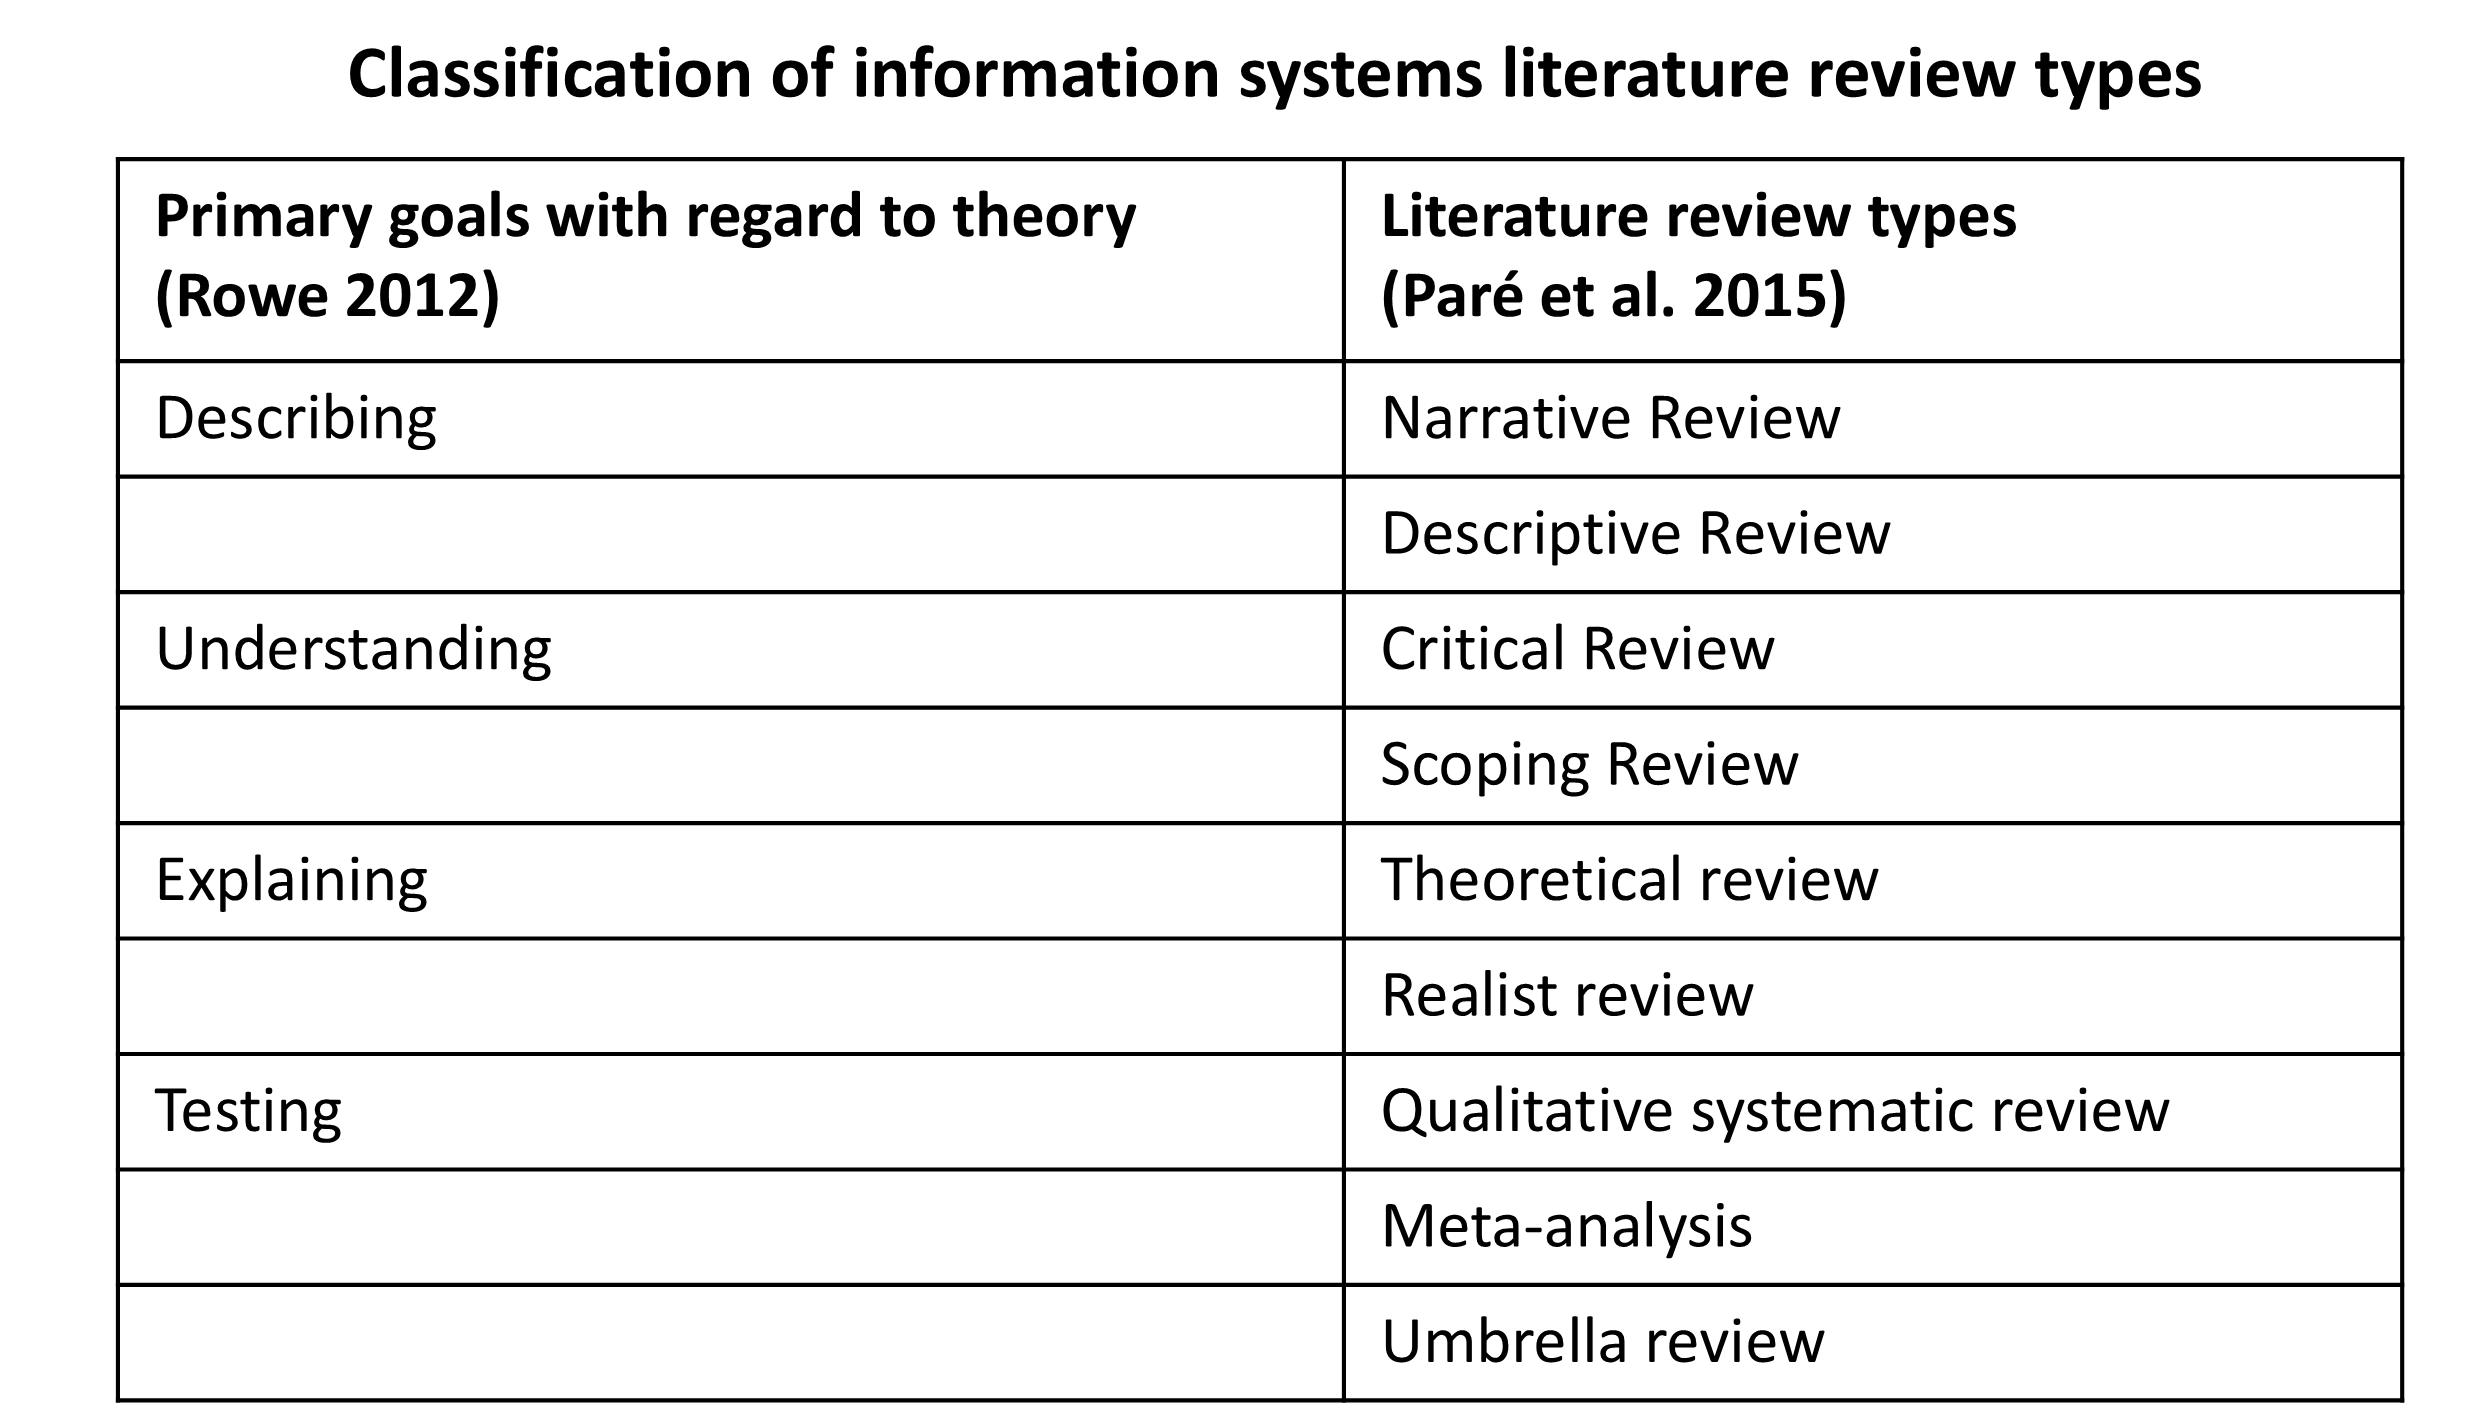 Classification of information systems literature review types
Primary goals with regard to theory
(Rowe 2012)
Literature review types
(Paré et al. 2015)
Describing
Narrative Review
Descriptive Review
Understanding
Critical Review
Scoping Review
Explaining
Theoretical review
Realist review
Testing
Qualitative systematic review
Meta-analysis
Umbrella review